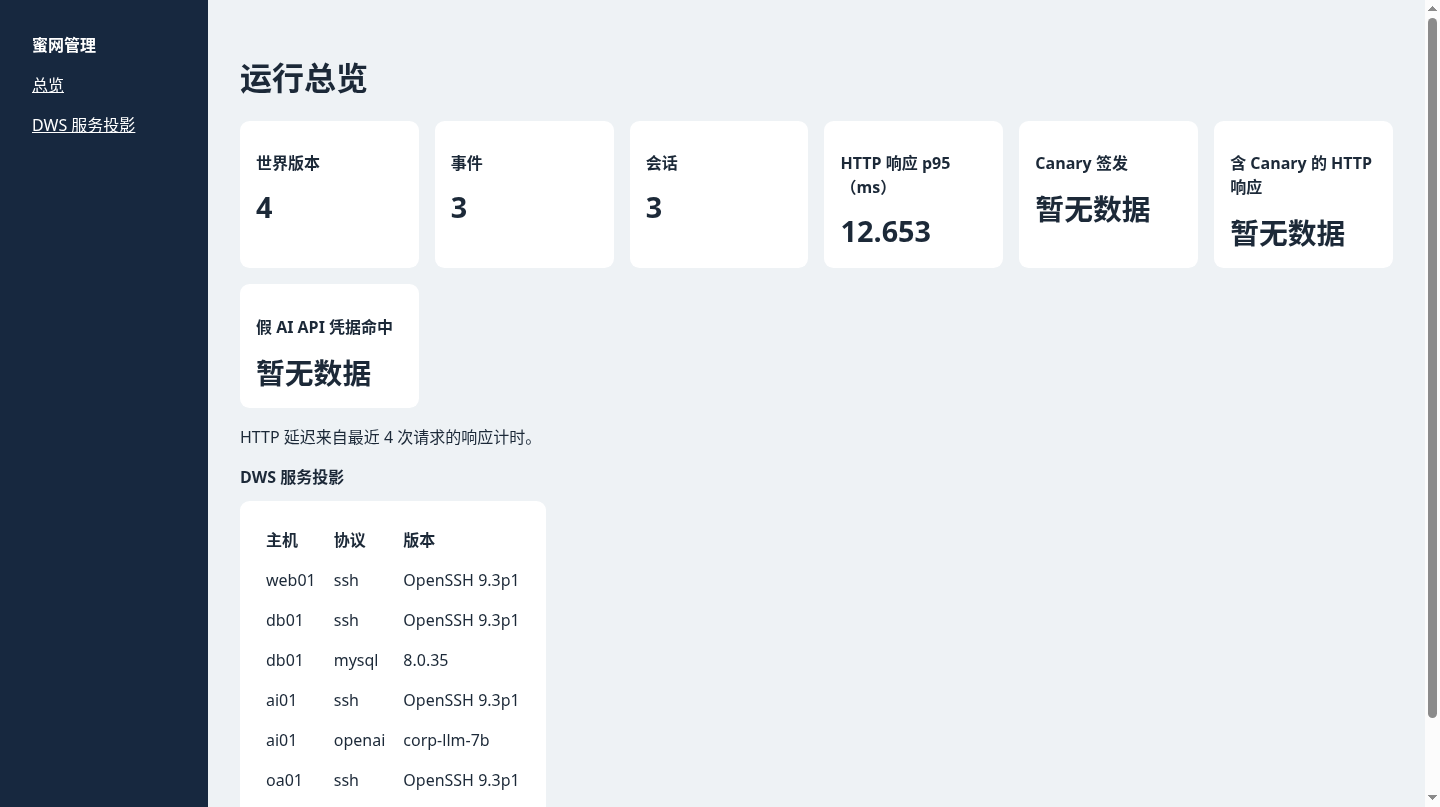 蜜网管理
总览
DWS 服务投影
运行总览
世界版本
4
事件
3
会话
3
HTTP 响应 p95
（ms）
12.653
Canary 签发
暂无数据
含 Canary 的 HTTP
响应
暂无数据
假 AI API 凭据命中
暂无数据
HTTP 延迟来自最近 4 次请求的响应计时。
DWS 服务投影
主机 协议 版本
web01 ssh OpenSSH 9.3p1
db01 ssh OpenSSH 9.3p1
db01 mysql 8.0.35
ai01 ssh OpenSSH 9.3p1
ai01 openai corp-llm-7b
oa01 ssh OpenSSH 9.3p1